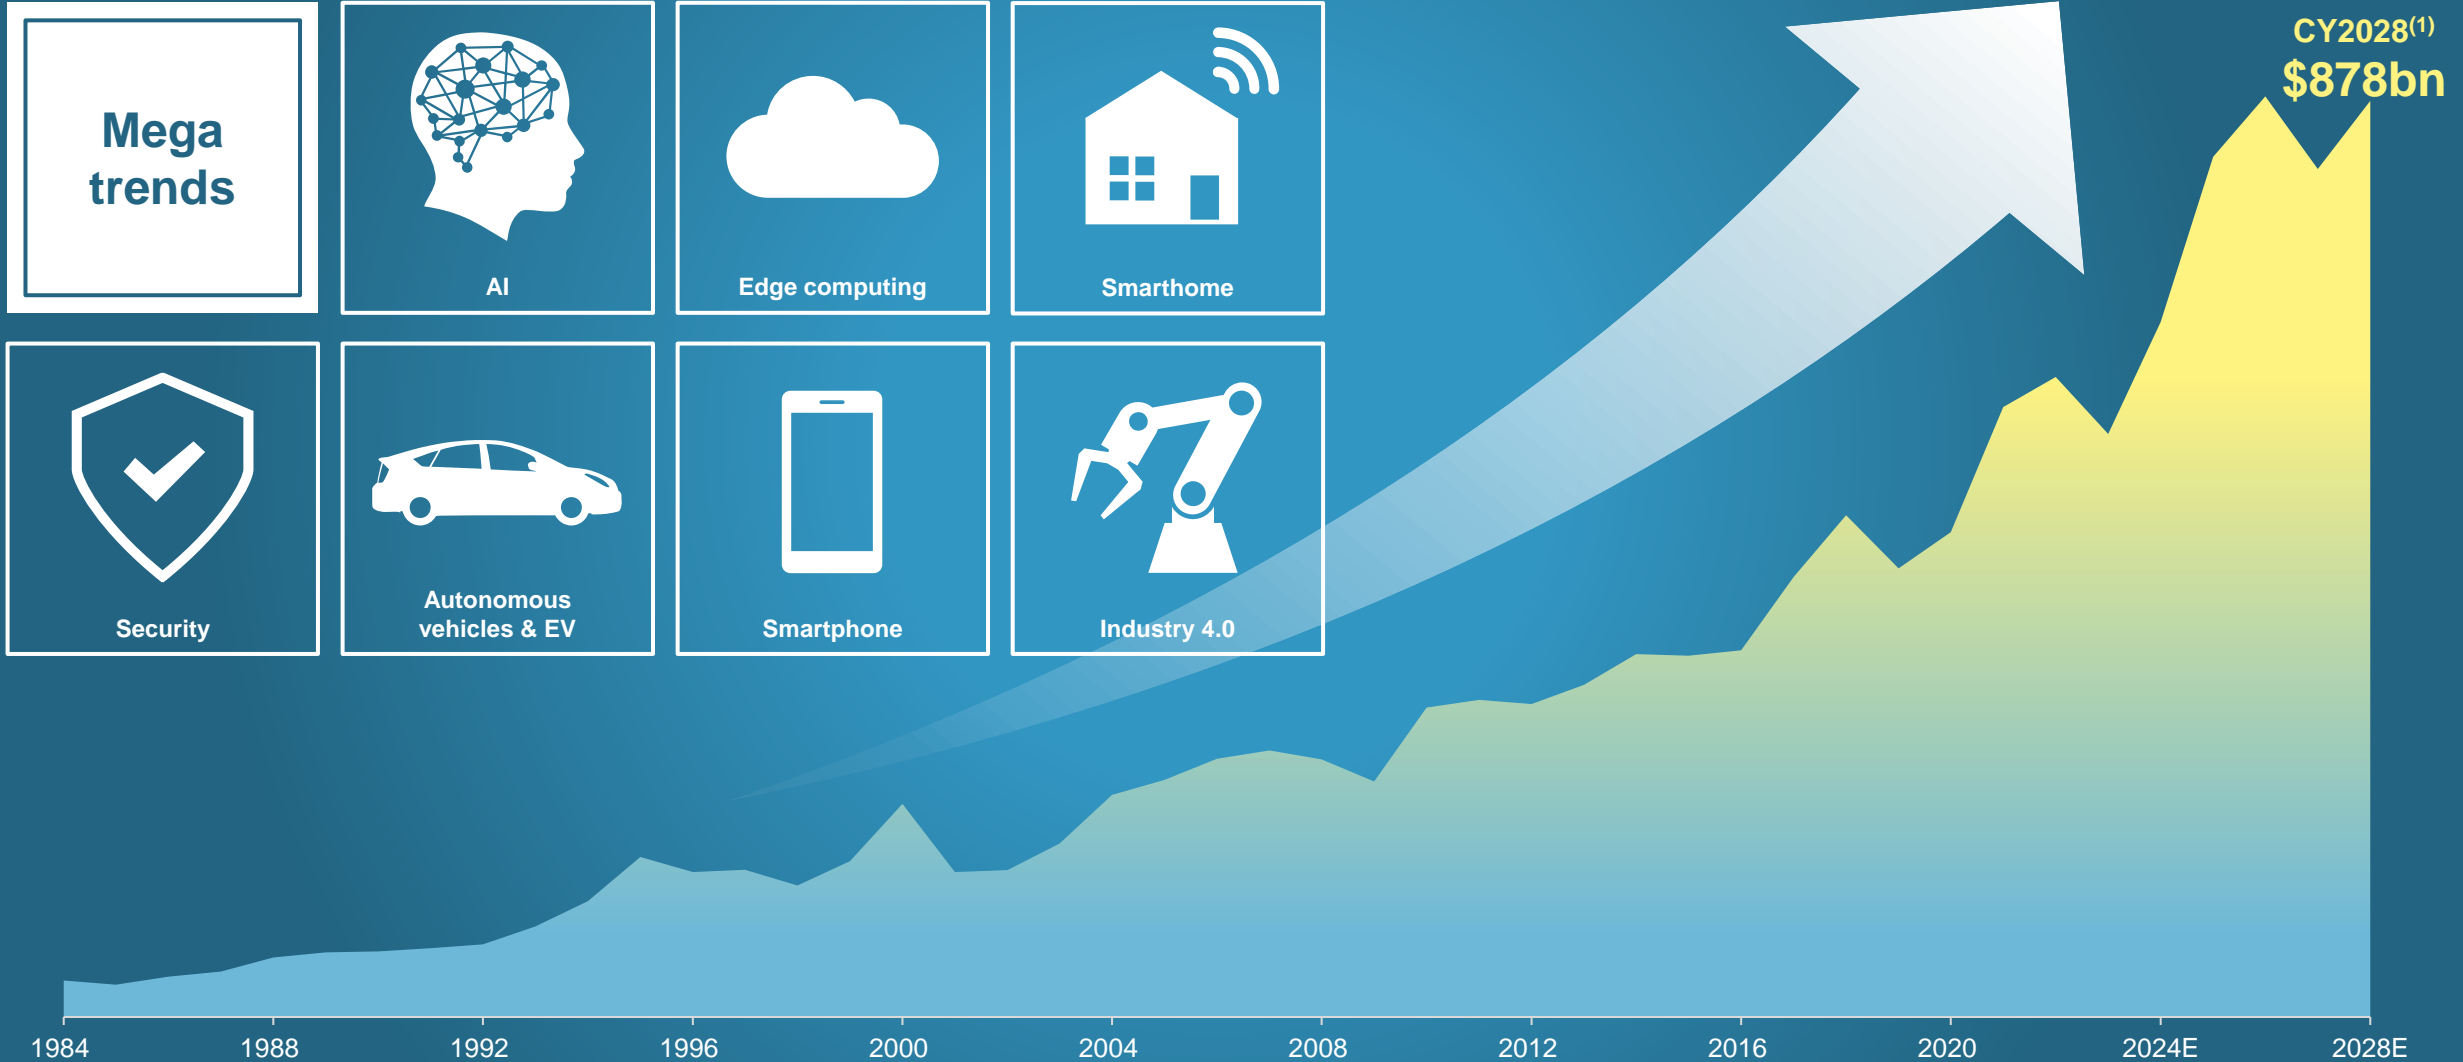 Mega
trends
AI
Edge computing
Smarthome
Security
Autonomous
vehicles & EV
Smartphone
Industry 4.0
CY2028(1)
$878bn
1984 1988 1992 1996 2000 2004 2008 2012 2016 2020 2024E 2028E